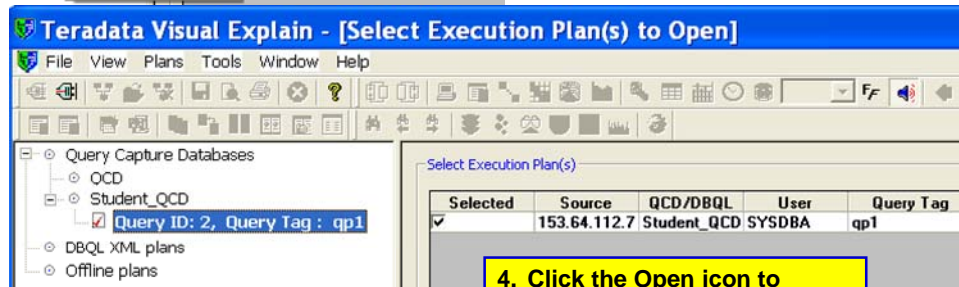 Teradata Visual Explain - [Select Execution Plan(s) to Open]
File View Plans Tools Window Help
FF
Query Capture Databases
QCD
Student_QCD
Query ID: 2, Query Tag : qp1
DBQL XML plans
Offline plans
Select Execution Plan(s)
Selected Source QCD/DBQL User Query Tag
153.64.112.7 Student_QCD SYSDBA qp1
4. Click the Open icon to